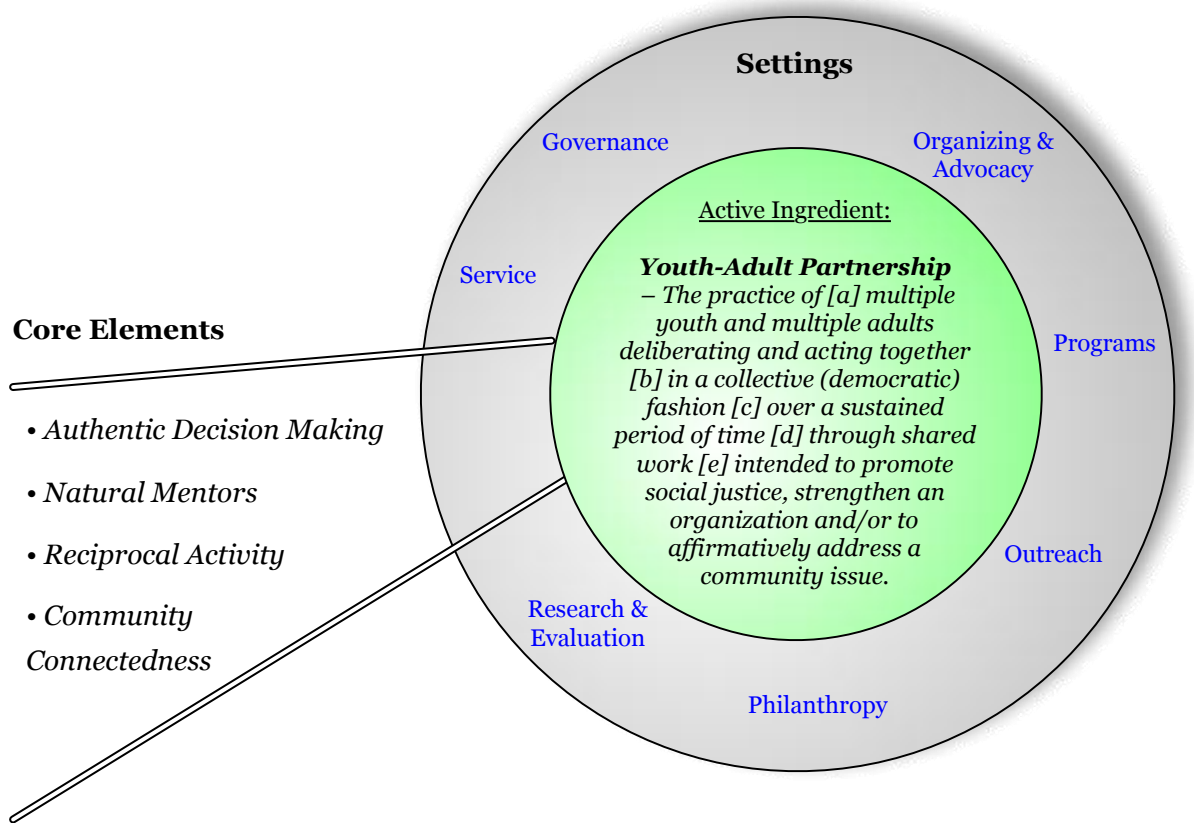 Settings
Governance
Organizing &
Advocacy
Service
Programs
Outreach
Research &
Evaluation
Philanthropy
Active Ingredient:
Youth-Adult Partnership
– The practice of [a] multiple
youth and multiple adults
deliberating and acting together
[b] in a collective (democratic)
fashion [c] over a sustained
period of time [d] through shared
work [e] intended to promote
social justice, strengthen an
organization and/or to
affirmatively address a
community issue.
Core Elements
• Authentic Decision Making
• Natural Mentors
• Reciprocal Activity
• Community
Connectedness